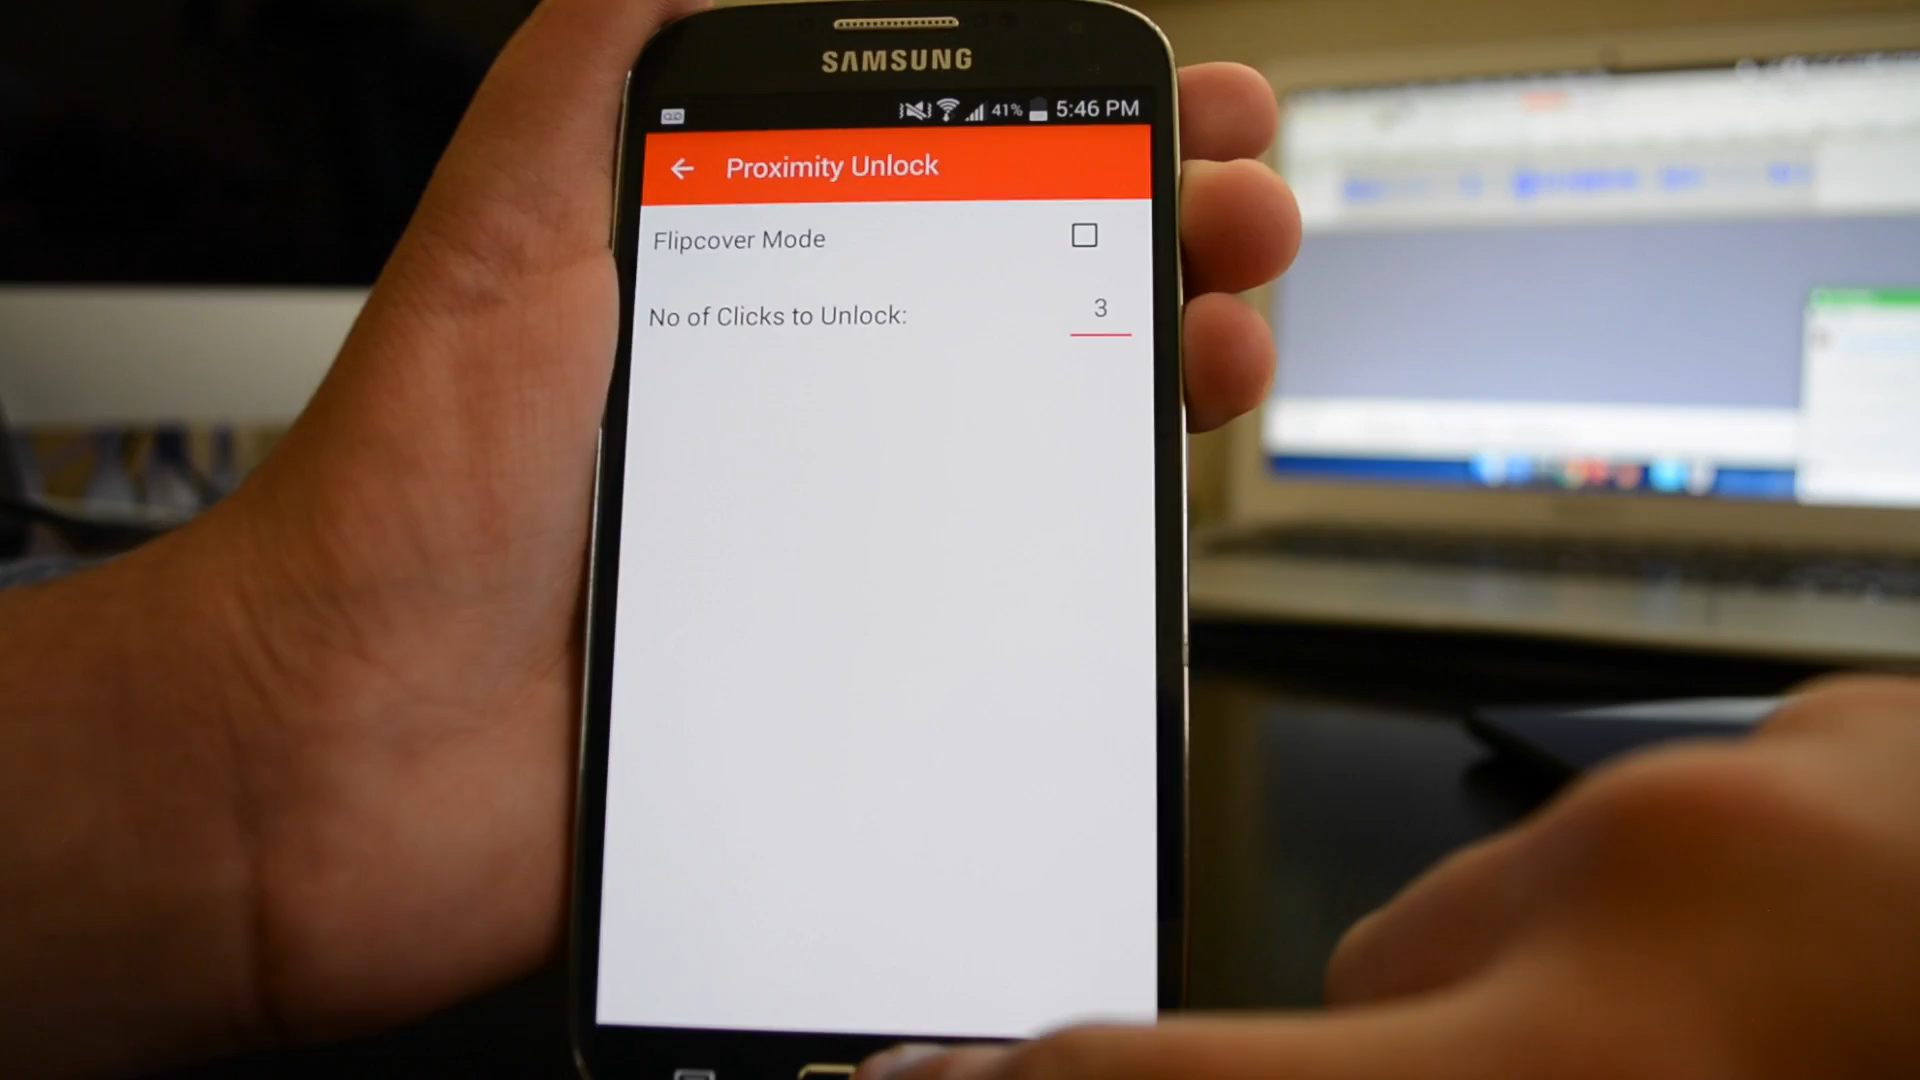 SAMSUNG
41% 5:46 PM
Proximity Unlock
Flipcover Mode
No of Clicks to Unlock: 3